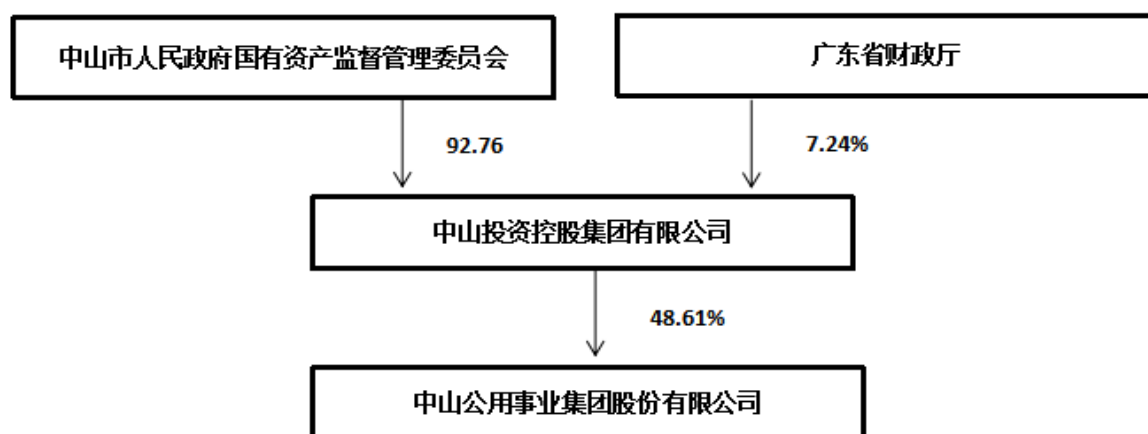 中山市人民政府国有资产监督管理委员会
广东省财政厅
92.76
7.24%
中山投资控股集团有限公司
48.61%
中山公用事业集团股份有限公司